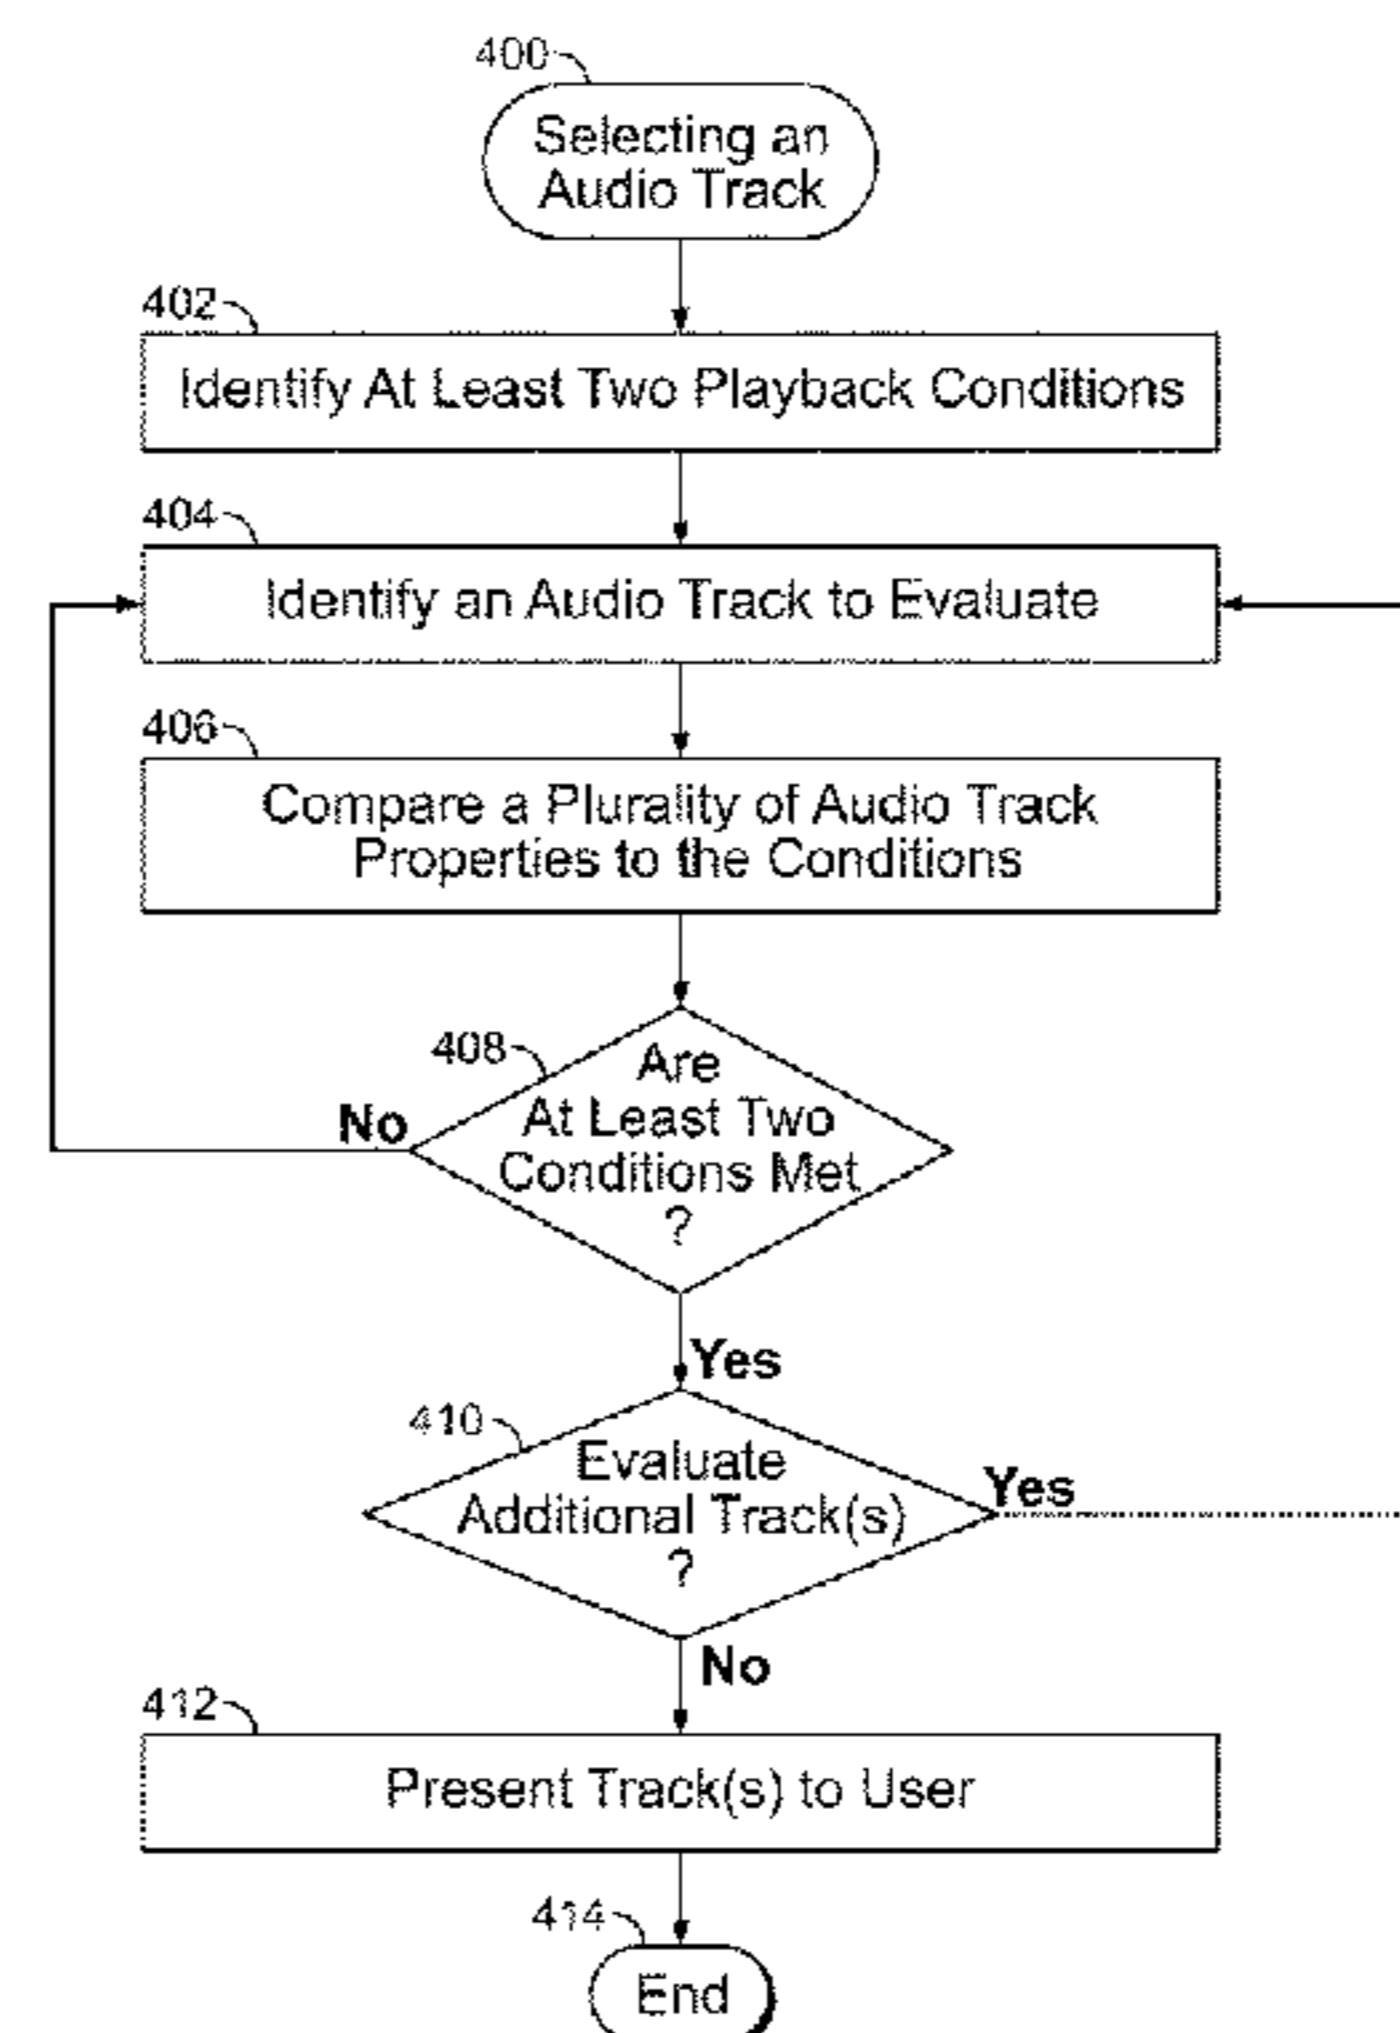 400
Selecting an
Audio Track
402
Identify At Least Two Playback Conditions
404
Identify an Audio Track to Evaluate
406
Compare a Plurality of Audio Track
Properties to the Conditions
408
Are
At Least Two
Conditions Met
?
No
Yes
410
Evaluate
Additional Track(s)
?
Yes
No
412
Present Track(s) to User
414
End